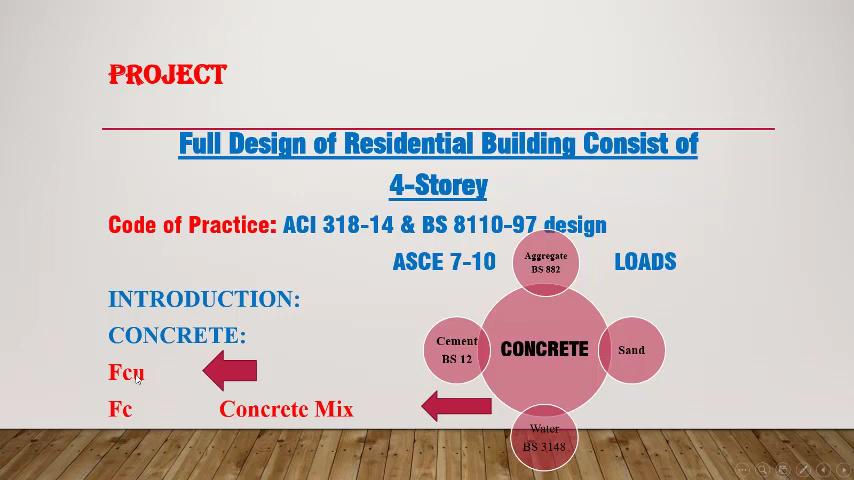 PROJECT
Full Design of Residential Building Consist of
4-Storey
Code of Practice: ACI 318-14 & BS 8110-97 design
ASCE 7-10 LOADS
Aggregate
BS 882
INTRODUCTION:
CONCRETE:
Cement
BS 12
CONCRETE
Sand
Fcu
Fc Concrete Mix
Water
BS 3148